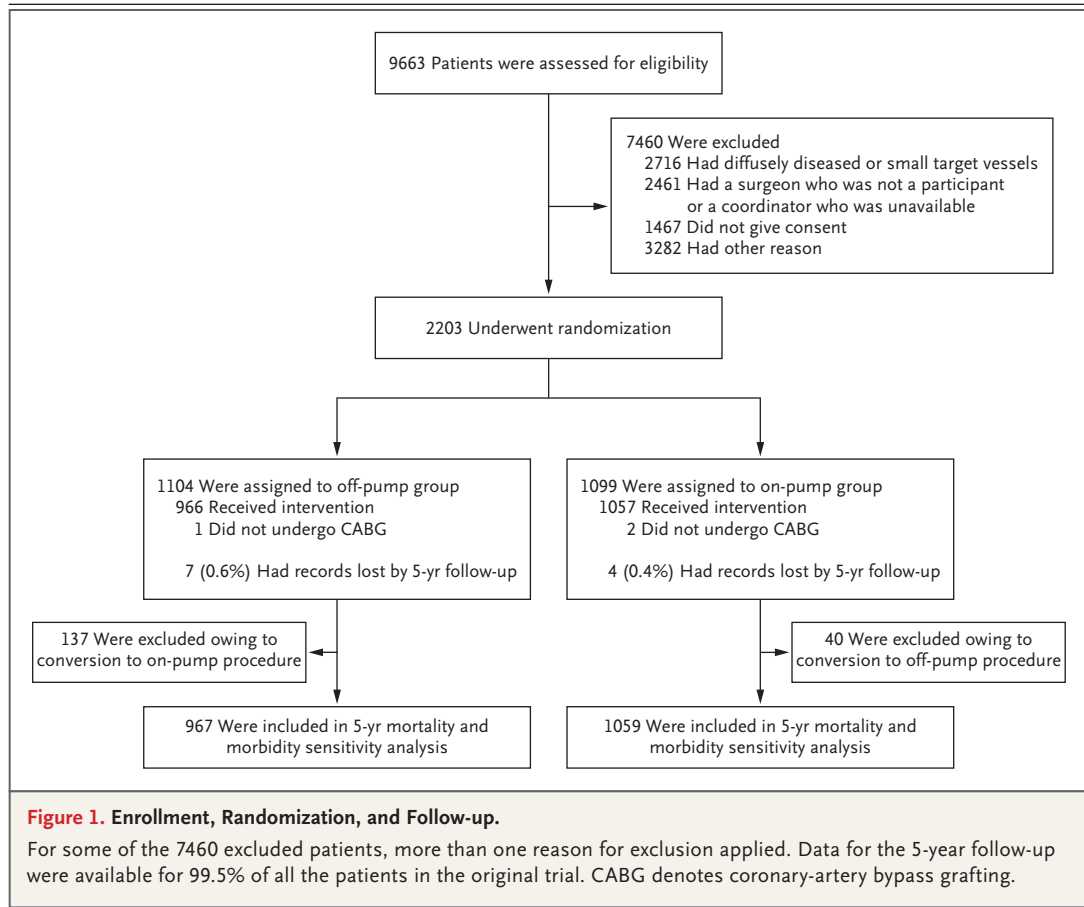 9663 Patients were assessed for eligibility
7460 Were excluded
2716 Had diffusely diseased or small target vessels
2461 Had a surgeon who was not a participant
or a coordinator who was unavailable
1467 Did not give consent
3282 Had other reason
2203 Underwent randomization
1104 Were assigned to off-pump group
966 Received intervention
1 Did not undergo CABG
7 (0.6%) Had records lost by 5-yr follow-up
1099 Were assigned to on-pump group
1057 Received intervention
2 Did not undergo CABG
4 (0.4%) Had records lost by 5-yr follow-up
137 Were excluded owing to
conversion to on-pump procedure
40 Were excluded owing to
conversion to off-pump procedure
967 Were included in 5-yr mortality and
morbidity sensitivity analysis
1059 Were included in 5-yr mortality and
morbidity sensitivity analysis
Figure 1. Enrollment, Randomization, and Follow-up.
For some of the 7460 excluded patients, more than one reason for exclusion applied. Data for the 5-year follow-up
were available for 99.5% of all the patients in the original trial. CABG denotes coronary-artery bypass grafting.